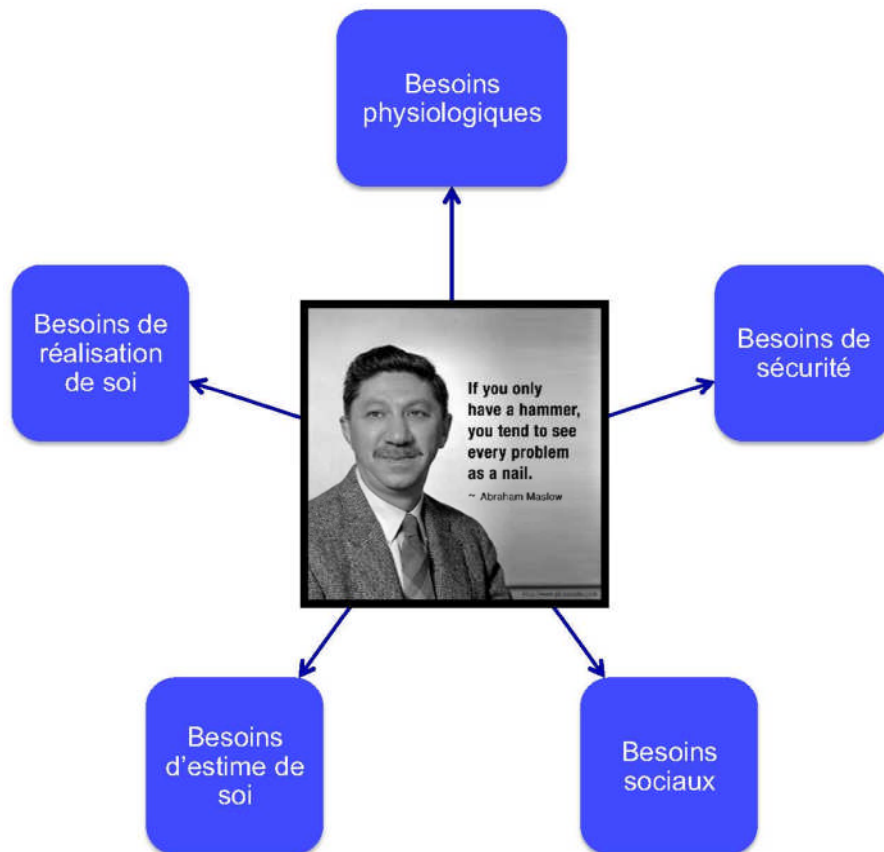 Besoins
physiologiques
Besoins de
réalisation
de soi
Besoins de
sécurité
If you only
have a hammer,
you tend to see
every problem
as a nail.
~ Abraham Maslow
Besoins
d'estime de
soi
Besoins
sociaux